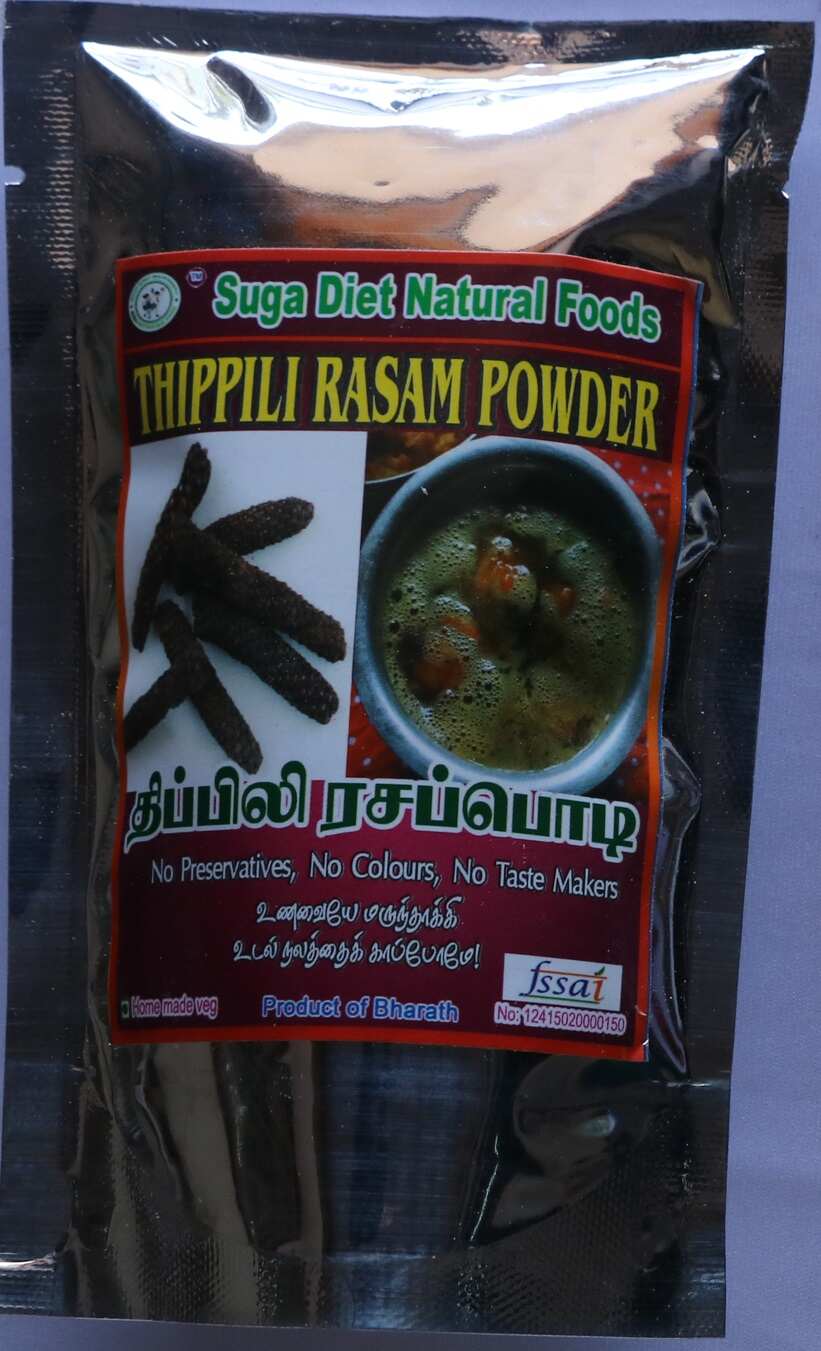 TM Suga Diet Natural Foods
THIPPILI RASAM POWDER
திப்பிலி ரசப்பொடி
No Preservatives, No Colours, No Taste Makers
உணவையே மருந்தாக்கி
உடல் நலத்தைக் காப்போமே!
fssai
Home made veg Product of Bharath No: 12415020000150